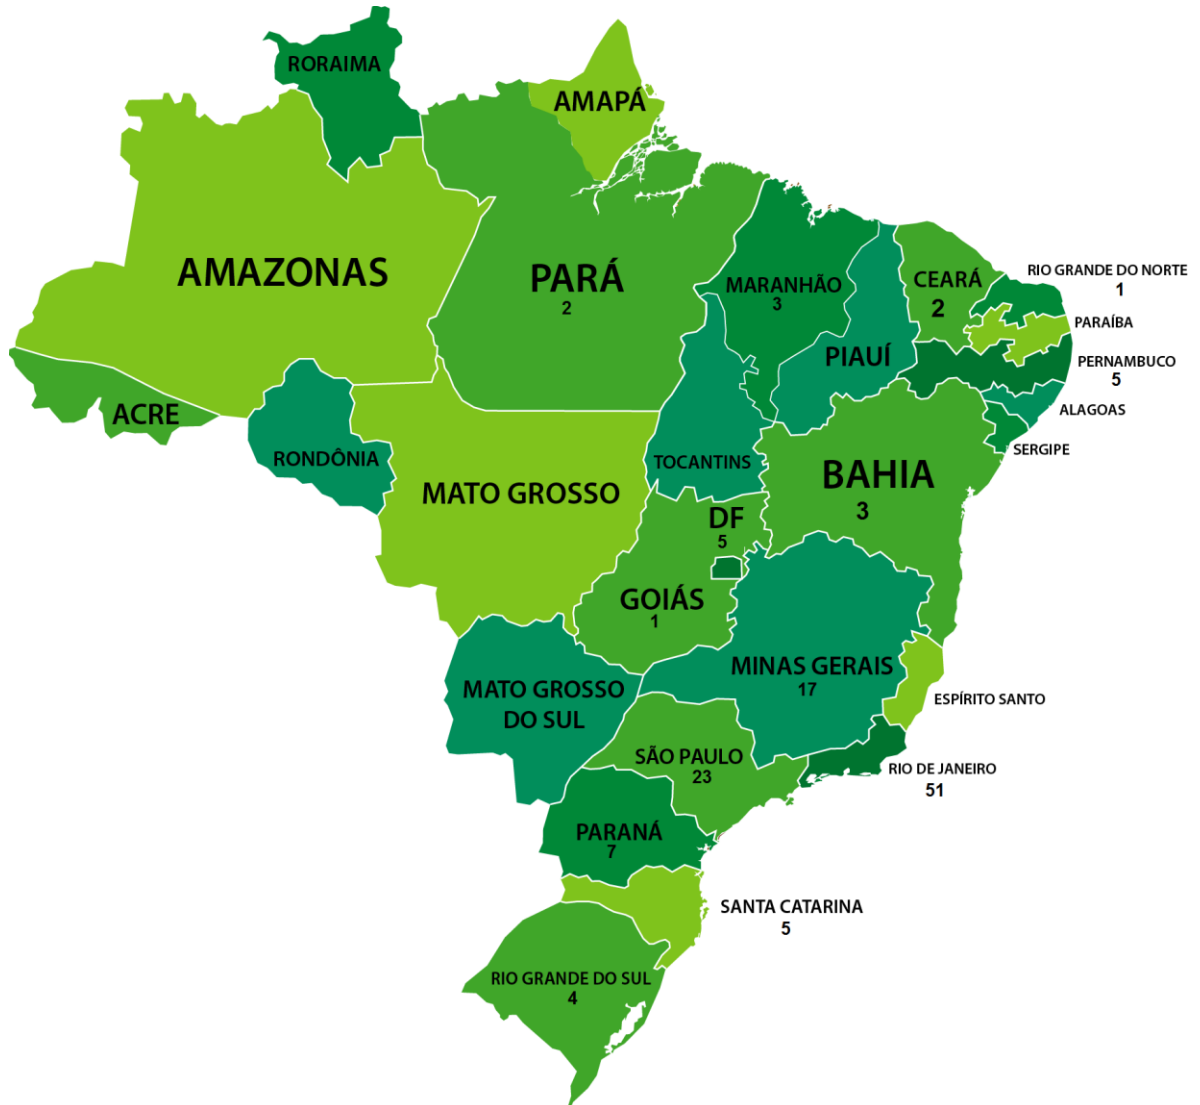 RORAIMA
AMAPÁ
AMAZONAS
PARÁ
2
MARANHÃO
3
CEARÁ
2
RIO GRANDE DO NORTE
1
PARAÍBA
PIAUÍ
PERNAMBUCO
5
ACRE
ALAGOAS
RONDÔNIA
TOCANTINS
SERGIPE
MATO GROSSO
BAHIA
3
DF
5
GOIÁS
1
MINAS GERAIS
17
MATO GROSSO
DO SUL
ESPÍRITO SANTO
SÃO PAULO
23
RIO DE JANEIRO
51
PARANÁ
7
SANTA CATARINA
5
RIO GRANDE DO SUL
4